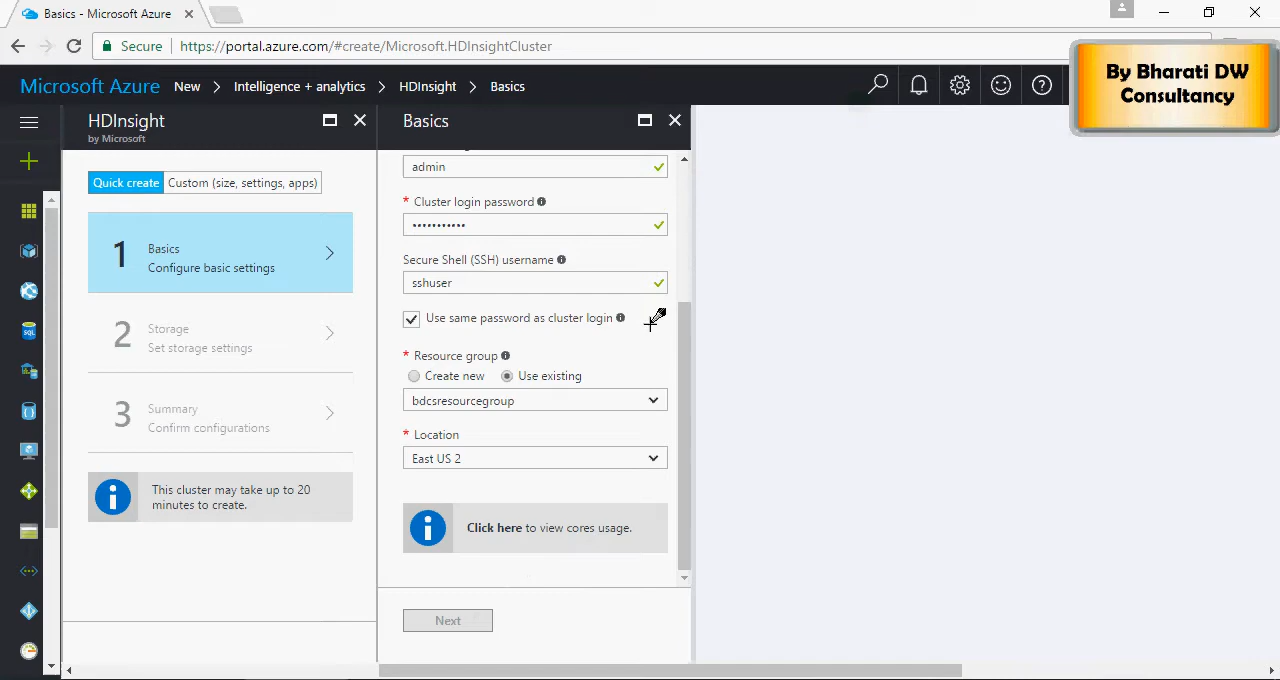 Basics - Microsoft Azure
Secure
https://portal.azure.com/#create/Microsoft.HDInsightCluster
By Bharati DW
Consultancy
Microsoft Azure New > Intelligence + analytics > HDInsight > Basics
HDInsight
by Microsoft
Quick create Custom (size, settings, apps)
1 Basics
Configure basic settings
2 Storage
Set storage settings
3 Summary
Confirm configurations
This cluster may take up to 20
minutes to create.
Basics
admin
* Cluster login password
•••••••••••
Secure Shell (SSH) username
sshuser
Use same password as cluster login
* Resource group
Create new Use existing
bdcsresourcegroup
* Location
East US 2
Click here to view cores usage.
Next